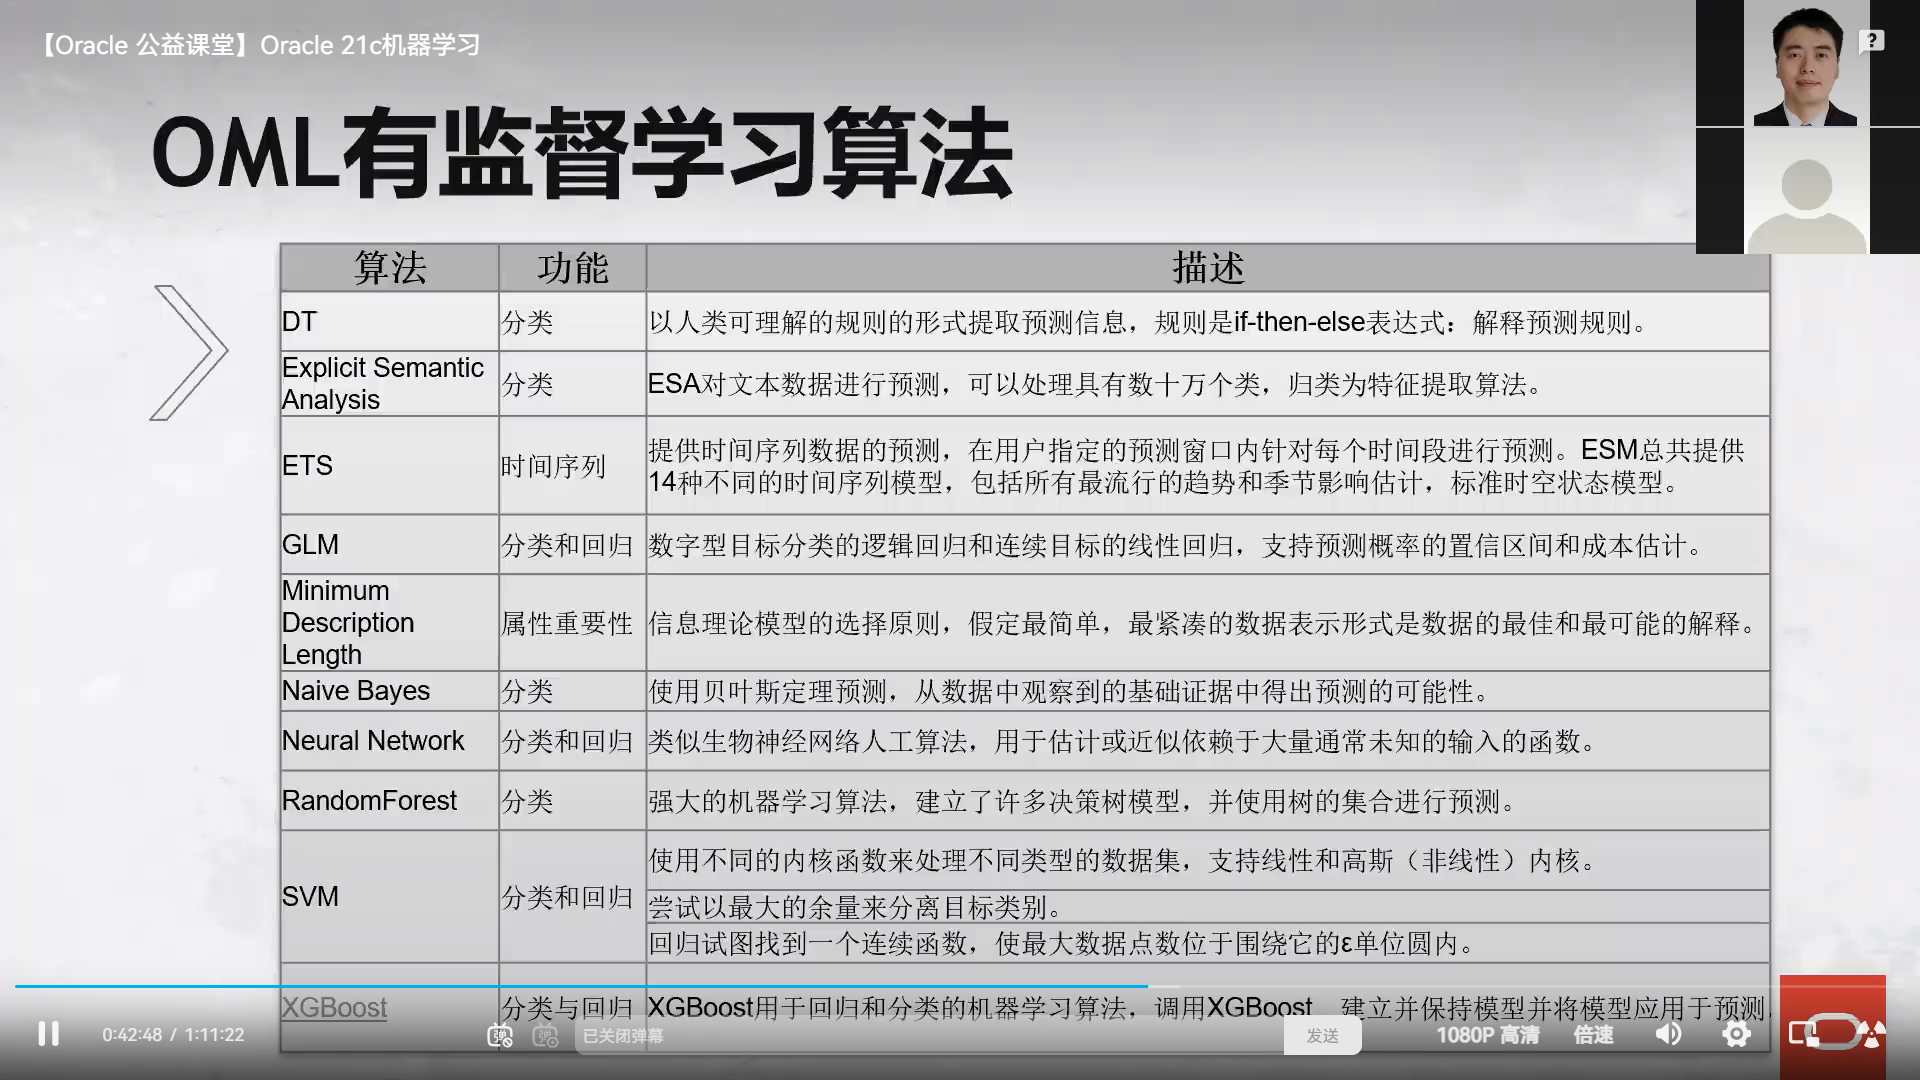 【Oracle 公益课堂】Oracle 21c机器学习
?
OML有监督学习算法
算法 功能 描述
DT 分类 以人类可理解的规则的形式提取预测信息，规则是if-then-else表达式：解释预测规则。
Explicit Semantic
Analysis
分类 ESA对文本数据进行预测，可以处理具有数十万个类，归类为特征提取算法。
ETS 时间序列
提供时间序列数据的预测，在用户指定的预测窗口内针对每个时间段进行预测。ESM总共提供
14种不同的时间序列模型，包括所有最流行的趋势和季节影响估计，标准时空状态模型。
GLM 分类和回归 数字型目标分类的逻辑回归和连续目标的线性回归，支持预测概率的置信区间和成本估计。
Minimum
Description
Length
属性重要性 信息理论模型的选择原则，假定最简单，最紧凑的数据表示形式是数据的最佳和最可能的解释。
Naive Bayes 分类 使用贝叶斯定理预测，从数据中观察到的基础证据中得出预测的可能性。
Neural Network 分类和回归 类似生物神经网络人工算法，用于估计或近似依赖于大量通常未知的输入的函数。
RandomForest 分类 强大的机器学习算法，建立了许多决策树模型，并使用树的集合进行预测。
SVM 分类和回归
使用不同的内核函数来处理不同类型的数据集，支持线性和高斯（非线性）内核。
尝试以最大的余量来分离目标类别。
回归试图找到一个连续函数，使最大数据点数位于围绕它的ε单位圆内。
XGBoost 分类与回归 XGBoost用于回归和分类的机器学习算法，调用XGBoost 建立并保持模型并将模型应用于预测.
0:42:48 / 1:11:22
弹
弹
已关闭弹幕
发送
1080P 高清
倍速